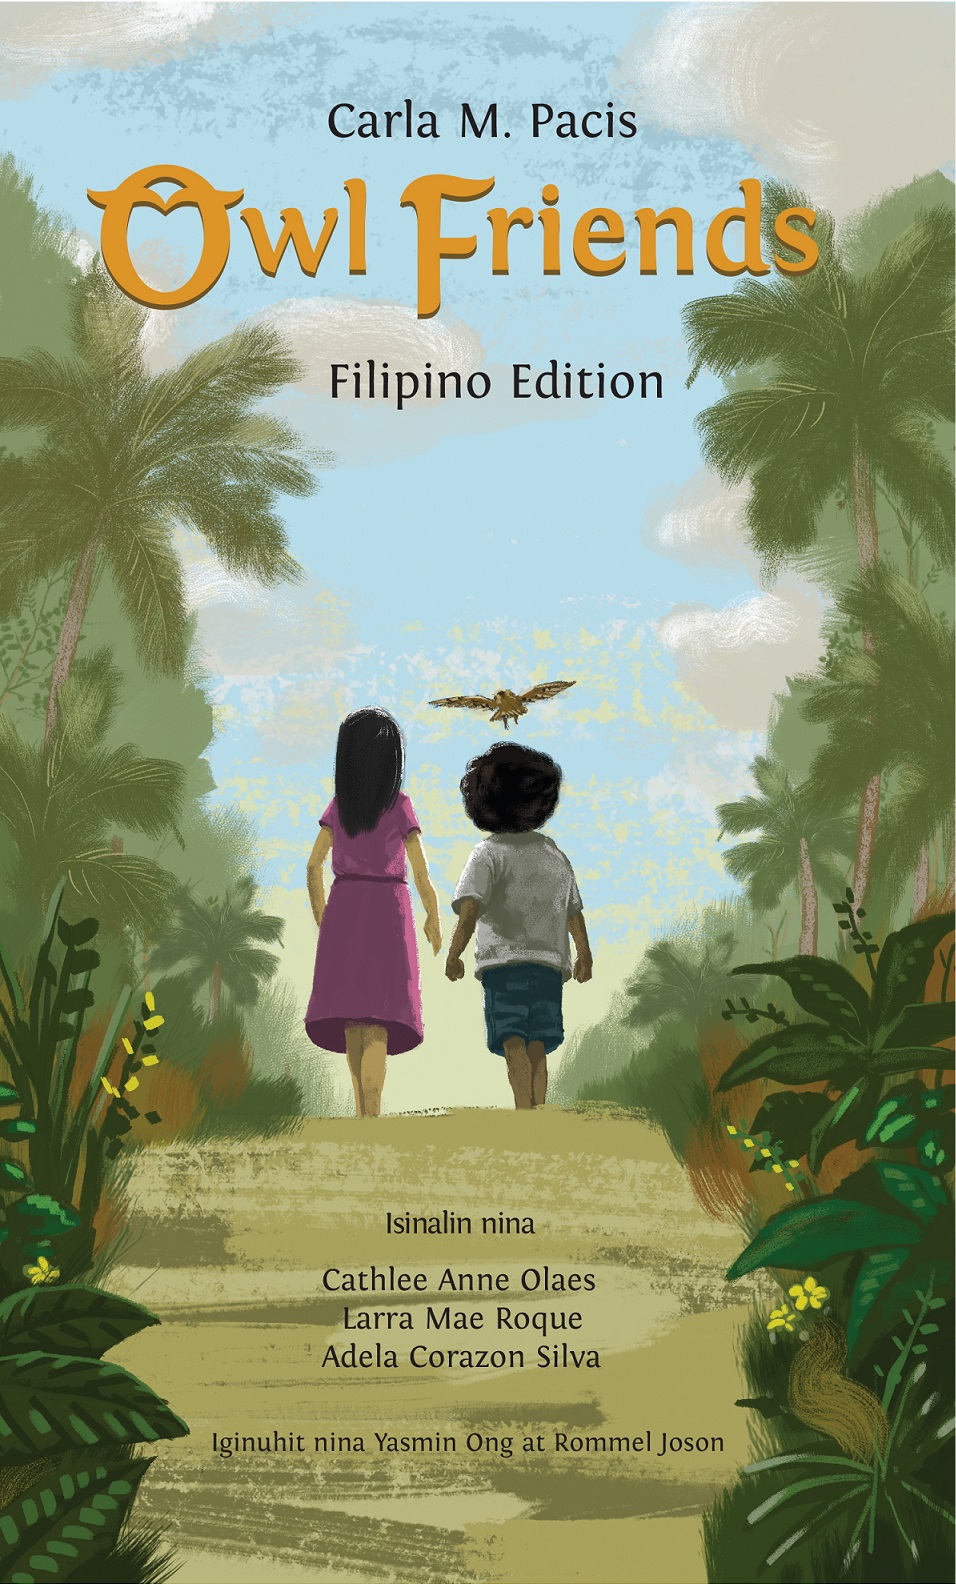 Carla M. Pacis
Owl Friends
Filipino Edition
Isinalin nina
Cathlee Anne Olaes
Larra Mae Roque
Adela Corazon Silva
Iginuhit nina Yasmin Ong at Rommel Joson